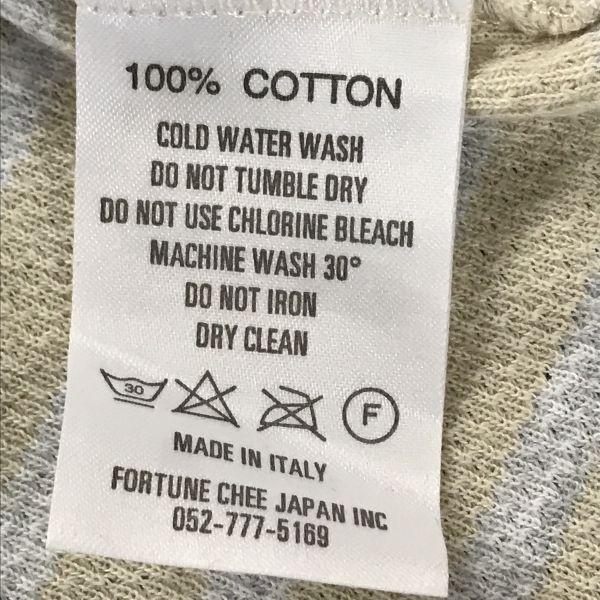 100% COTTON
COLD WATER WASH
DO NOT TUMBLE DRY
DO NOT USE CHLORINE BLEACH
MACHINE WASH 30°
DO NOT IRON
DRY CLEAN
30 F
MADE IN ITALY
FORTUNE CHEE JAPAN INC
052-777-5169